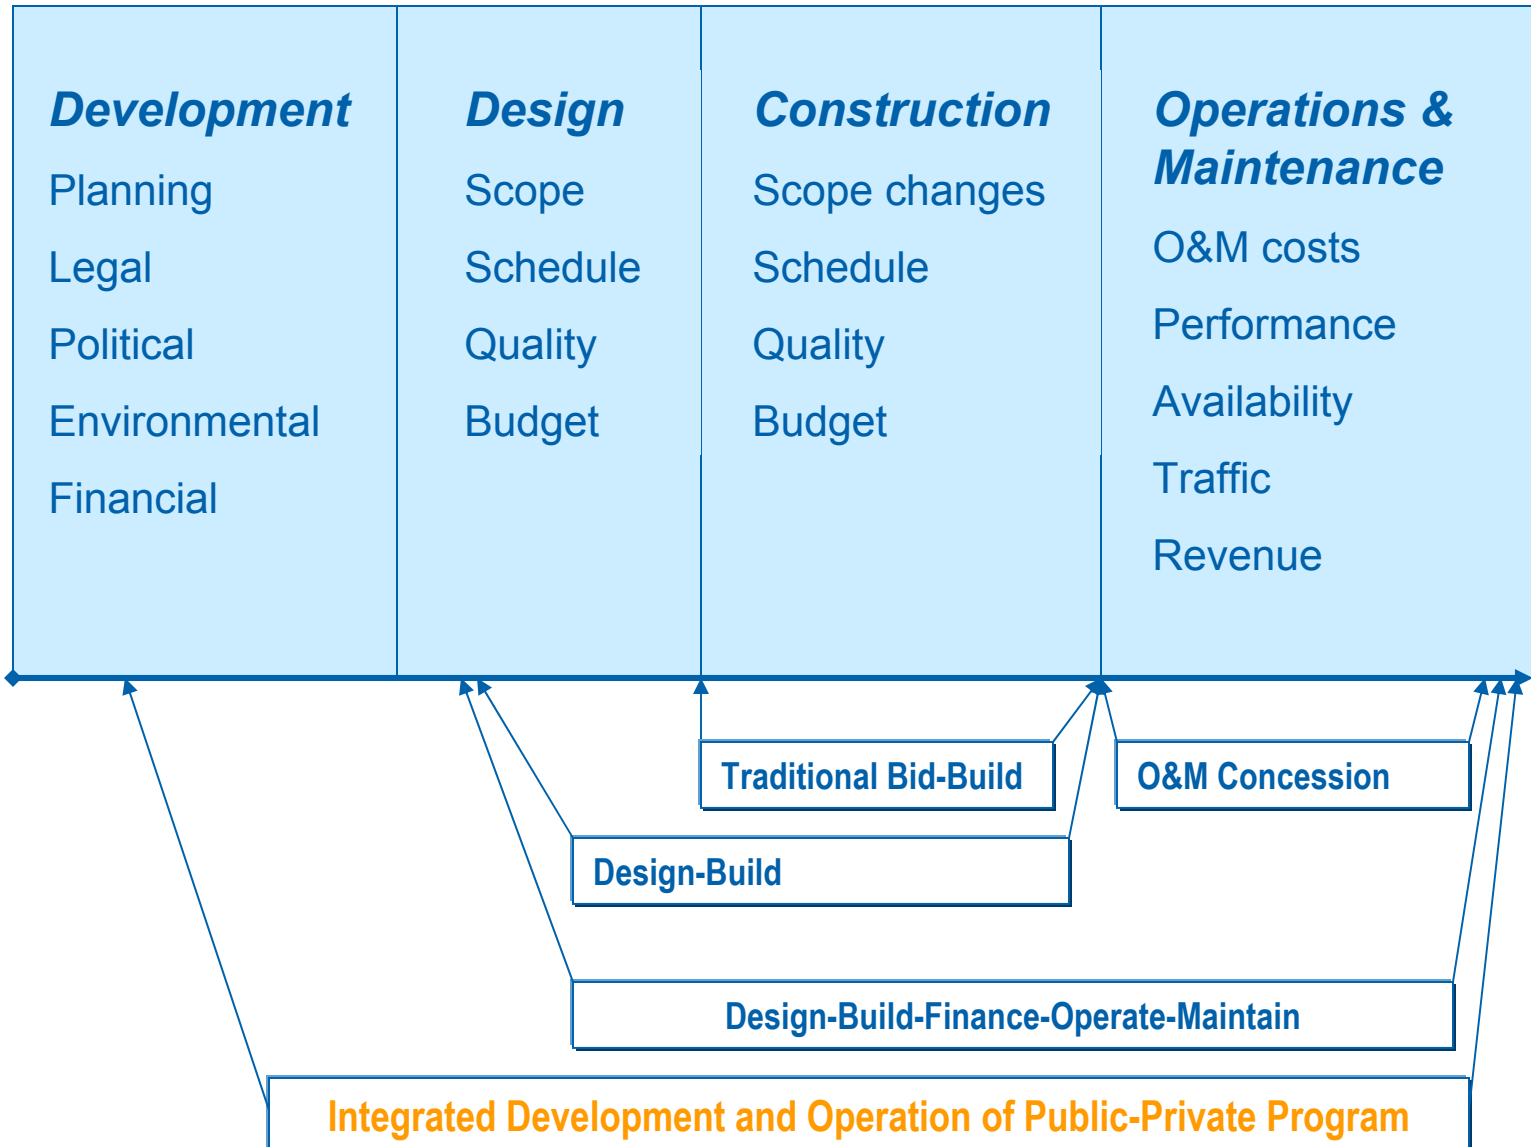 Development
Planning
Legal
Political
Environmental
Financial
Design
Scope
Schedule
Quality
Budget
Construction
Scope changes
Schedule
Quality
Budget
Operations &
Maintenance
O&M costs
Performance
Availability
Traffic
Revenue
Traditional Bid-Build
O&M Concession
Design-Build
Design-Build-Finance-Operate-Maintain
Integrated Development and Operation of Public-Private Program